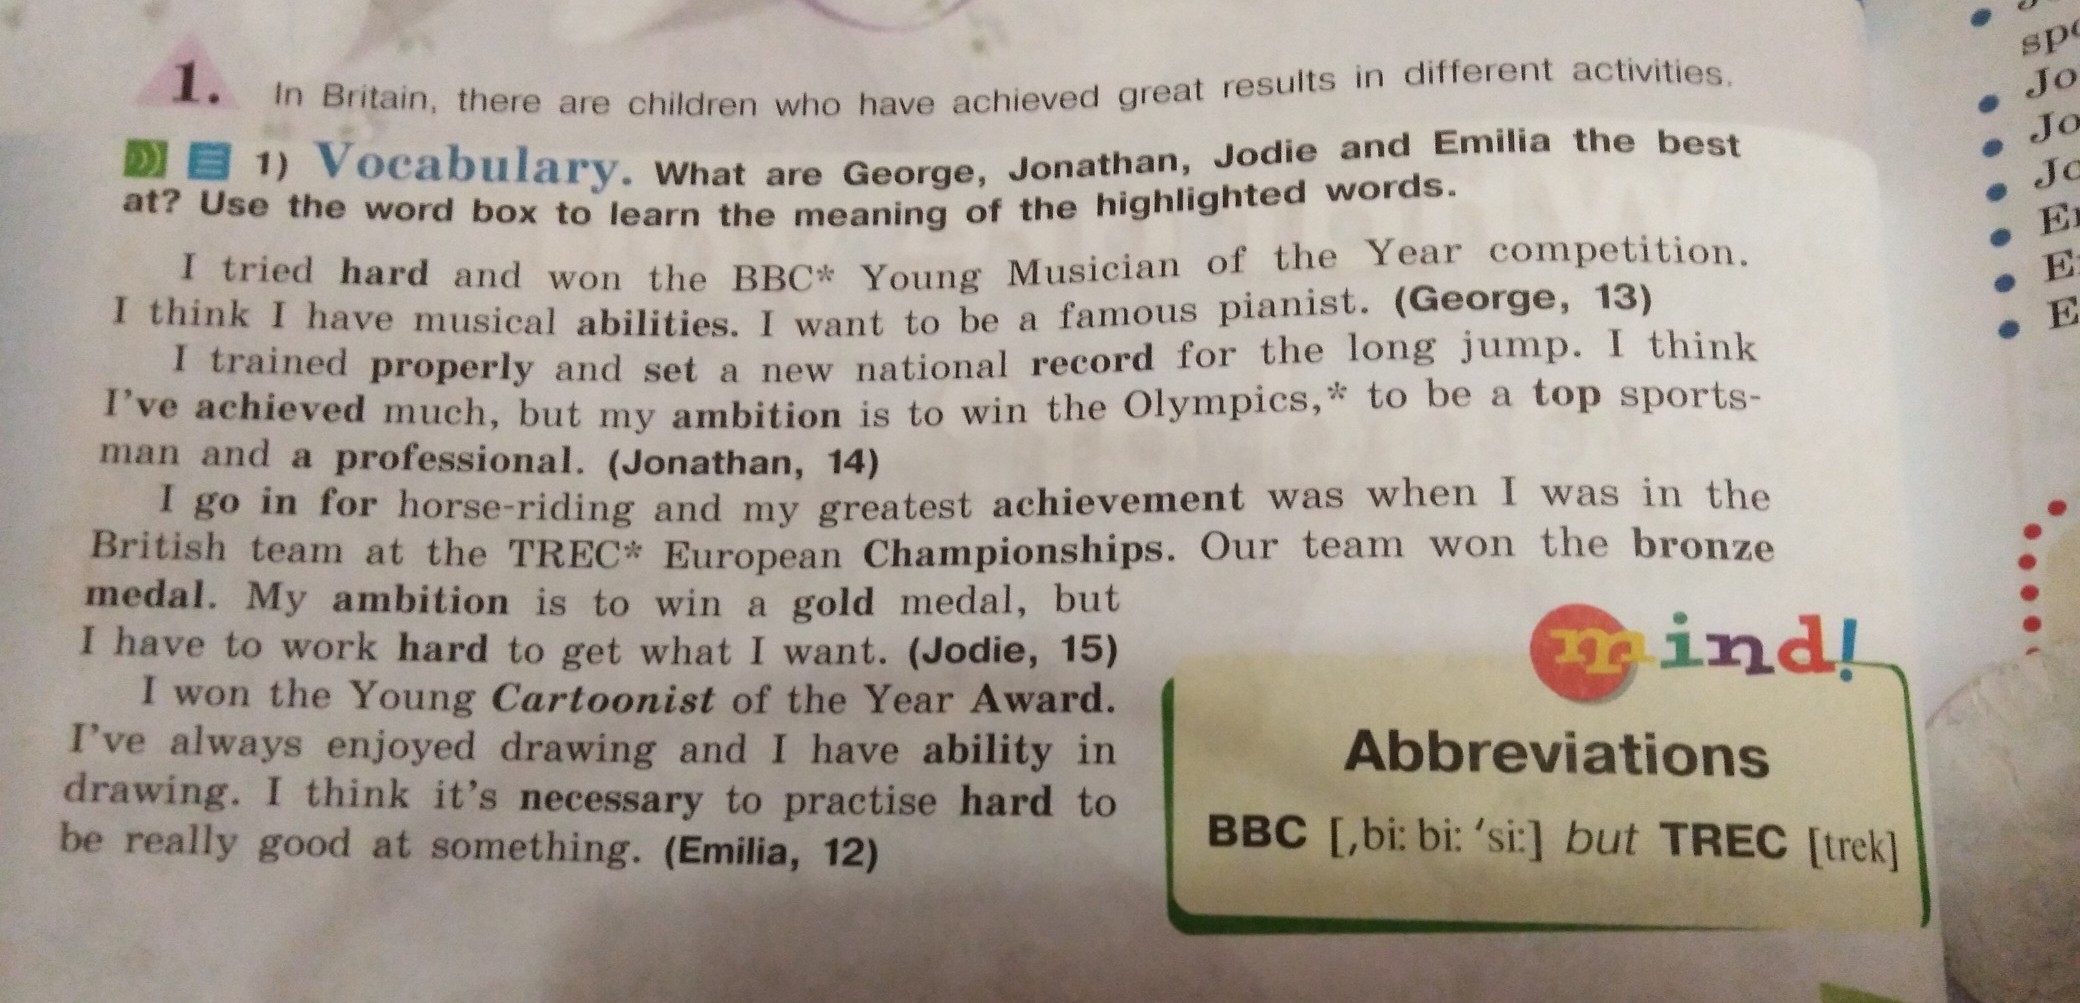 1. In Britain, there are children who have achieved great results in different activities.
1) Vocabulary. What are George, Jonathan, Jodie and Emilia the best
at? Use the word box to learn the meaning of the highlighted words.
I tried hard and won the BBC* Young Musician of the Year competition.
I think I have musical abilities. I want to be a famous pianist. (George, 13)
I trained properly and set a new national record for the long jump. I think
I've achieved much, but my ambition is to win the Olympics,* to be a top sports-
man and a professional. (Jonathan, 14)
I go in for horse-riding and my greatest achievement was when I was in the
British team at the TREC* European Championships. Our team won the bronze
medal. My ambition is to win a gold medal, but
I have to work hard to get what I want. (Jodie, 15)
I won the Young Cartoonist of the Year Award.
I've always enjoyed drawing and I have ability in
drawing. I think it's necessary to practise hard to
be really good at something. (Emilia, 12)
mind!
Abbreviations
BBC [ˌbi: bi: ˈsi:] but TREC [trek]